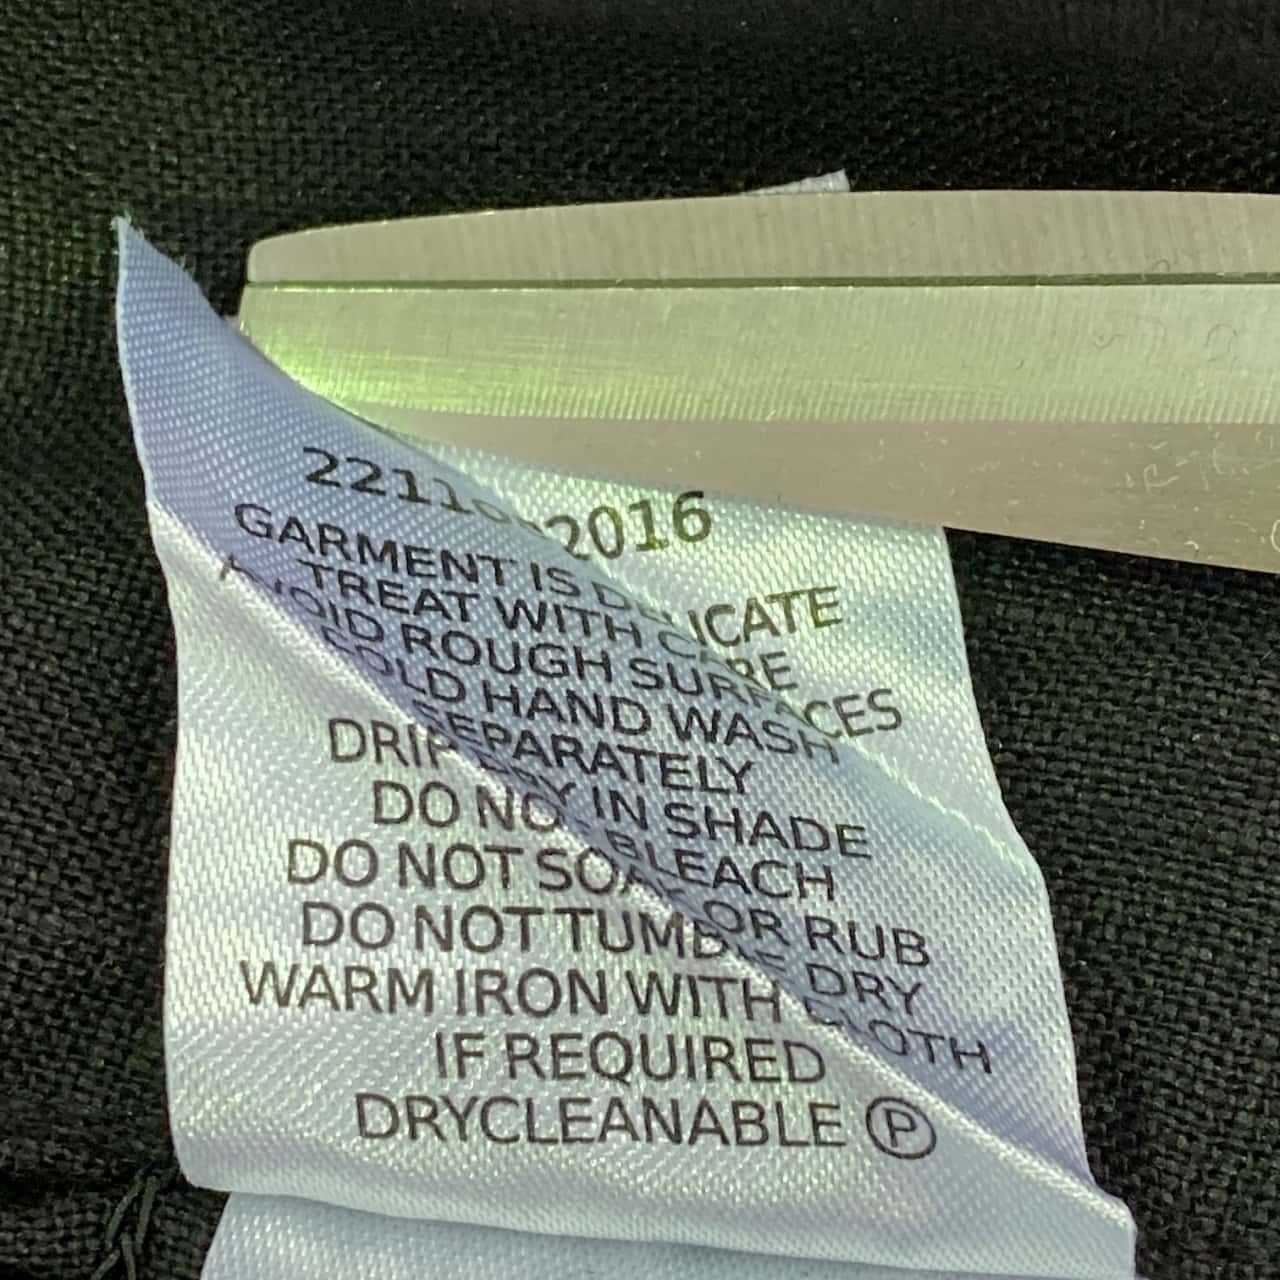 2016
GARMENT IS DELICATE
TREAT WITH CARE
AVOID ROUGH SURFACES
COLD HAND WASH
SEPARATELY
DRIP DRY IN SHADE
DO NOT BLEACH
DO NOT SOAK OR RUB
DO NOT TUMBLE DRY
WARM IRON WITH CLOTH
IF REQUIRED
DRYCLEANABLE Ⓟ